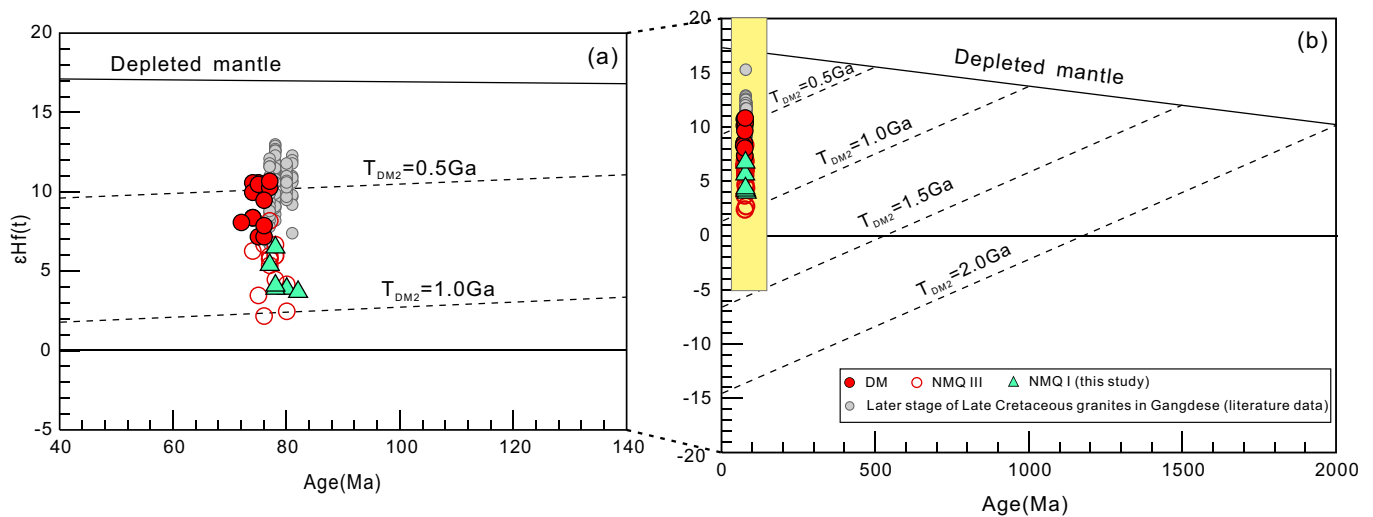 (a)
Depleted mantle
TDM2=0.5Ga
TDM2=1.0Ga
εHf(t)
20
15
10
5
0
-5
40
60
80
100
120
140
Age(Ma)
(b)
Depleted mantle
TDM2=0.5Ga
TDM2=1.0Ga
TDM2=1.5Ga
TDM2=2.0Ga
20
15
10
5
0
-5
-10
-15
-20
0
500
1000
1500
2000
Age(Ma)
DM NMQ III NMQ I (this study)
Later stage of Late Cretaceous granites in Gangdese (literature data)